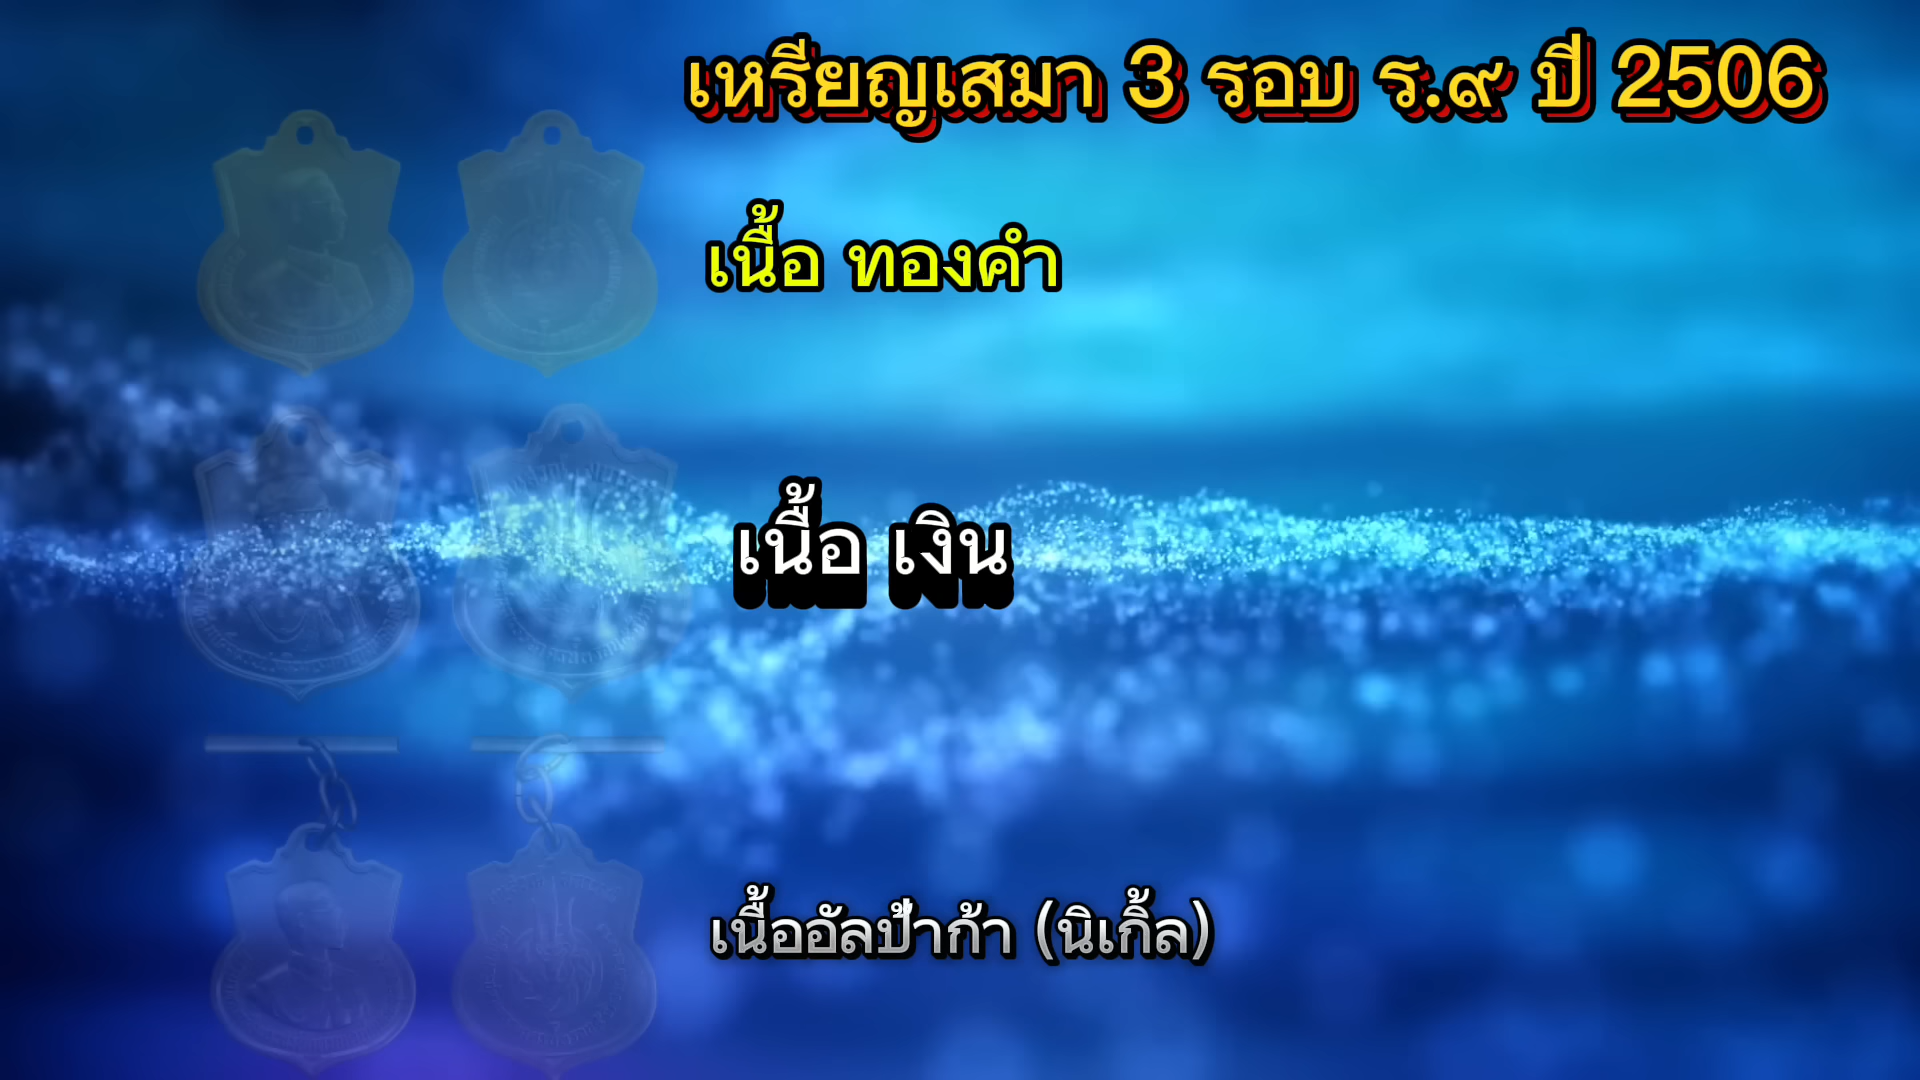 เหรียญเสมา 3 รอบ ร.๙ ปี 2506
เนื้อ ทองคำ
เนื้อ เงิน
เนื้ออัลป้าก้า (นิเกิ้ล)